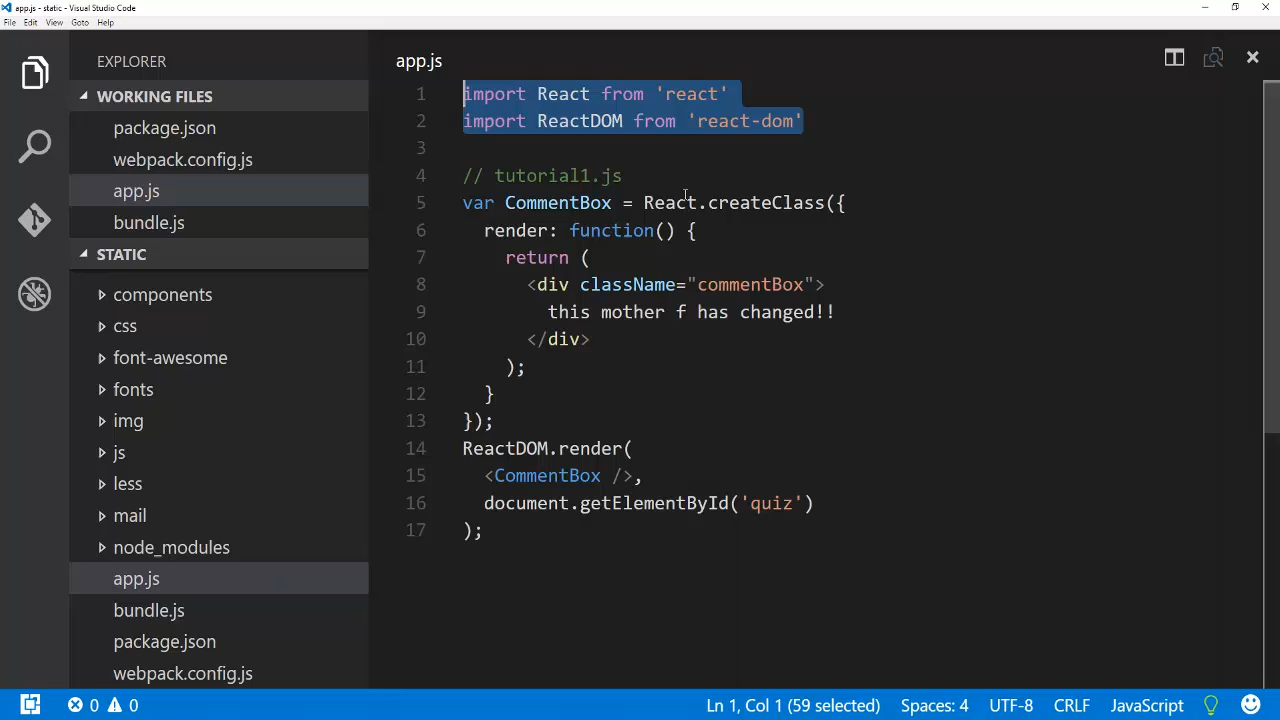 app.js - static - Visual Studio Code
File Edit View Goto Help
EXPLORER
WORKING FILES
package.json
webpack.config.js
app.js
bundle.js
STATIC
components
css
font-awesome
fonts
img
js
less
mail
node_modules
app.js
bundle.js
package.json
webpack.config.js
app.js
1 import React from 'react'
2 import ReactDOM from 'react-dom'
3
4 // tutorial1.js
5 var CommentBox = React.createClass({
6 render: function() {
7 return (
8 <div className="commentBox">
9 this mother f has changed!!
10 </div>
11 );
12 }
13 });
14 ReactDOM.render(
15 <CommentBox />,
16 document.getElementById('quiz')
17 );
0 0 Ln 1, Col 1 (59 selected) Spaces: 4 UTF-8 CRLF JavaScript